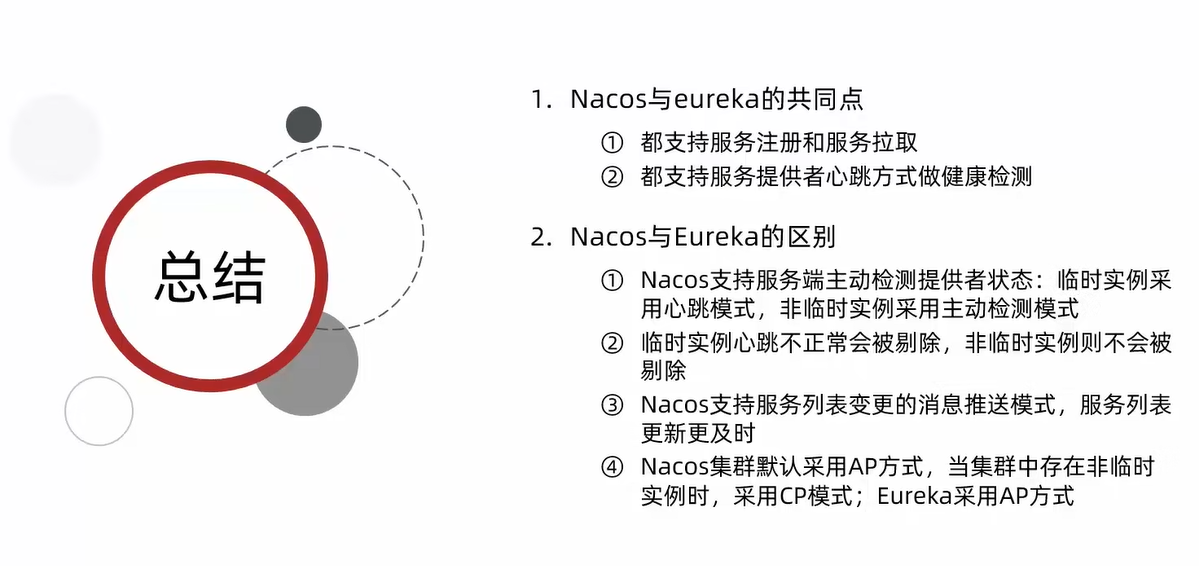 总结
1. Nacos与eureka的共同点
① 都支持服务注册和服务拉取
② 都支持服务提供者心跳方式做健康检测
2. Nacos与Eureka的区别
① Nacos支持服务端主动检测提供者状态：临时实例采
用心跳模式，非临时实例采用主动检测模式
② 临时实例心跳不正常会被剔除，非临时实例则不会被
剔除
③ Nacos支持服务列表变更的消息推送模式，服务列表
更新更及时
④ Nacos集群默认采用AP方式，当集群中存在非临时
实例时，采用CP模式；Eureka采用AP方式